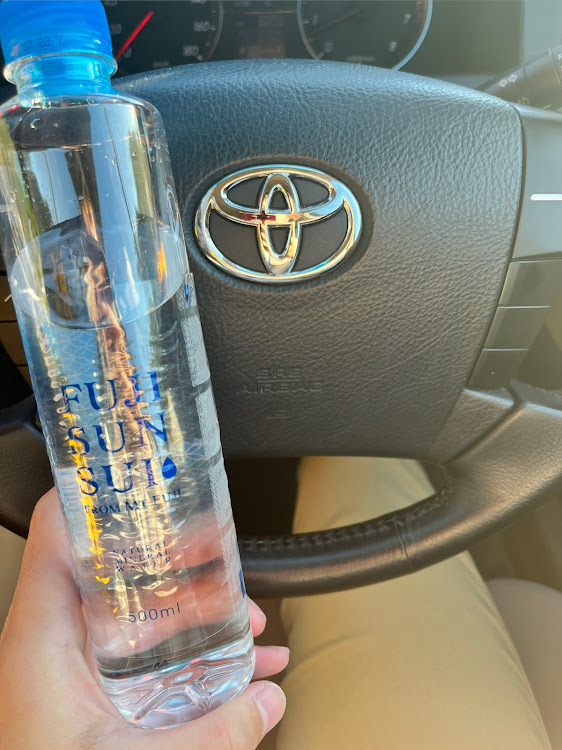 FUJI
SUN
SUI
FROM MT. FUJI
NATURAL
MINERAL
WATER
500ml
SRS
AIRBAG